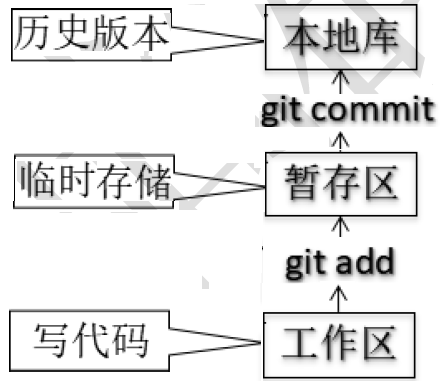 历史版本
本地库
git commit
临时存储
暂存区
git add
写代码
工作区